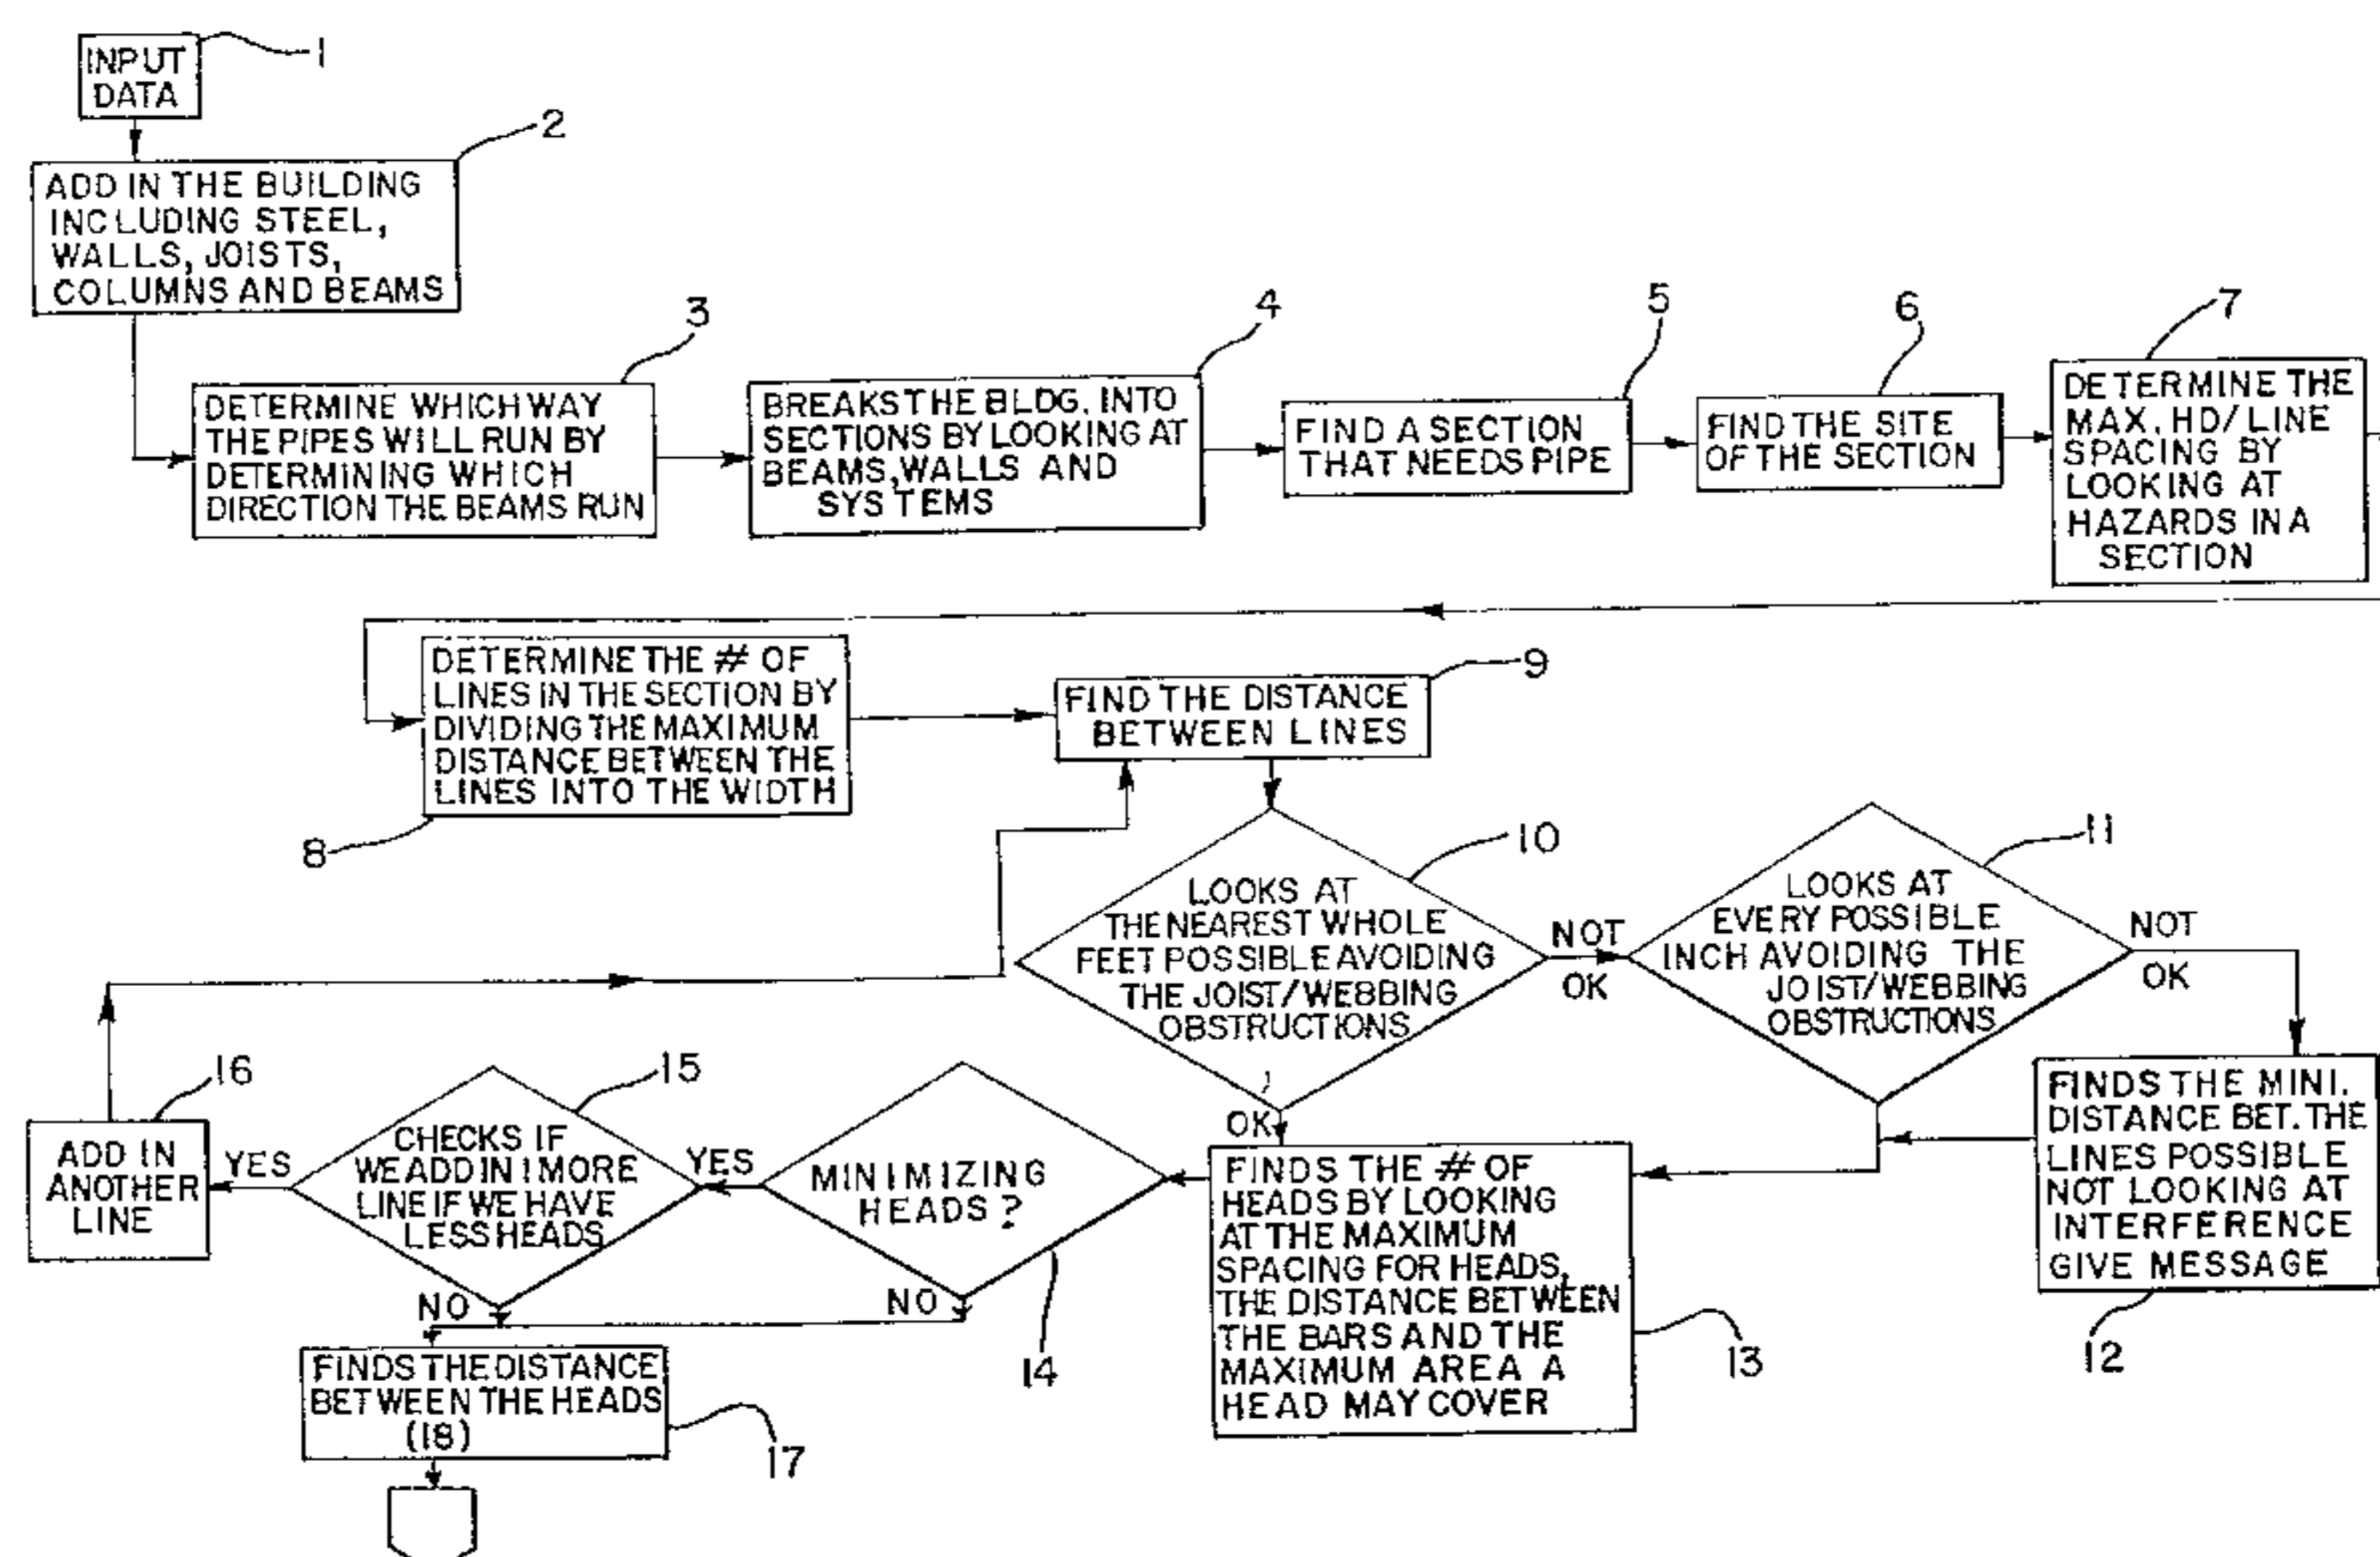 INPUT
DATA
1
ADD IN THE BUILDING
INCLUDING STEEL,
WALLS, JOISTS,
COLUMNS AND BEAMS
2
DETERMINE WHICH WAY
THE PIPES WILL RUN BY
DETERMINING WHICH
DIRECTION THE BEAMS RUN
3
BREAKS THE BLDG. INTO
SECTIONS BY LOOKING AT
BEAMS, WALLS AND
SYSTEMS
4
FIND A SECTION
THAT NEEDS PIPE
5
FIND THE SITE
OF THE SECTION
6
DETERMINE THE
MAX. HD/LINE
SPACING BY
LOOKING AT
HAZARDS IN A
SECTION
7
DETERMINE THE # OF
LINES IN THE SECTION BY
DIVIDING THE MAXIMUM
DISTANCE BETWEEN THE
LINES INTO THE WIDTH
8
FIND THE DISTANCE
BETWEEN LINES
9
LOOKS AT
THE NEAREST WHOLE
FEET POSSIBLE AVOIDING
THE JOIST/WEBBING
OBSTRUCTIONS
10
NOT
OK
OK
LOOKS AT
EVERY POSSIBLE
INCH AVOIDING THE
JOIST/WEBBING
OBSTRUCTIONS
11
NOT
OK
FINDS THE MINI.
DISTANCE BET. THE
LINES POSSIBLE
NOT LOOKING AT
INTERFERENCE
GIVE MESSAGE
12
FINDS THE # OF
HEADS BY LOOKING
AT THE MAXIMUM
SPACING FOR HEADS,
THE DISTANCE BETWEEN
THE BARS AND THE
MAXIMUM AREA A
HEAD MAY COVER
13
MINIMIZING
HEADS?
14
YES
NO
CHECKS IF
WE ADD IN 1 MORE
LINE IF WE HAVE
LESS HEADS
15
YES
NO
ADD IN
ANOTHER
LINE
16
FINDS THE DISTANCE
BETWEEN THE HEADS
(18)
17